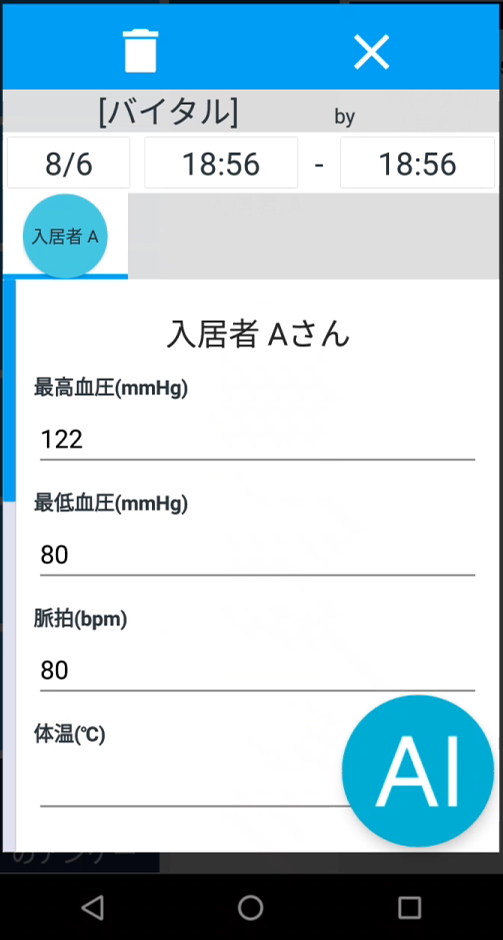 [バイタル] by
8/6 18:56 - 18:56
入居者 A
入居者 Aさん
最高血圧(mmHg)
122
最低血圧(mmHg)
80
脈拍(bpm)
80
体温(℃)
AI